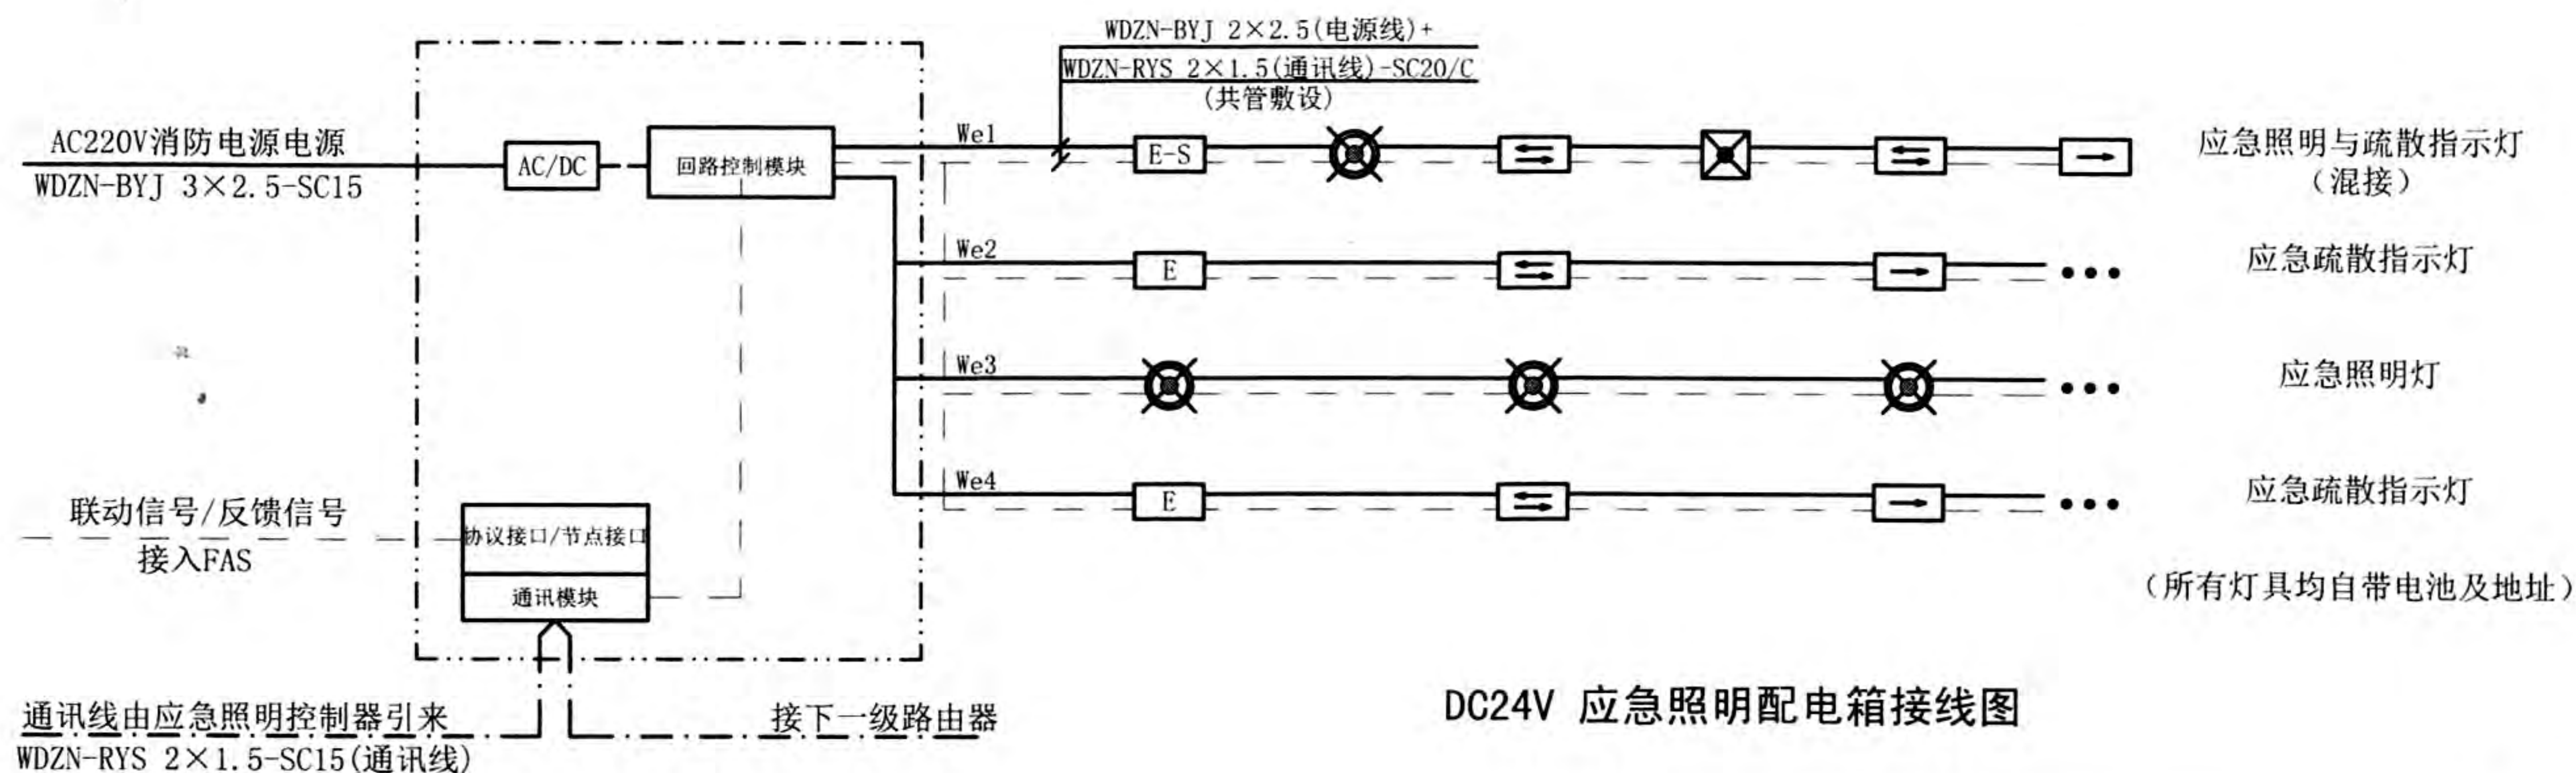 WDZN-BYJ 2×2.5(电源线)+
WDZN-RYS 2×1.5(通讯线)-SC20/C
(共管敷设)
AC220V消防电源电源
WDZN-BYJ 3×2.5-SC15
AC/DC
回路控制模块
We1
E-S
应急照明与疏散指示灯
(混接)
We2
E
应急疏散指示灯
We3
应急照明灯
We4
E
应急疏散指示灯
联动信号/反馈信号
接入FAS
协议接口/节点接口
通讯模块
(所有灯具均自带电池及地址)
通讯线由应急照明控制器引来
WDZN-RYS 2×1.5-SC15(通讯线)
接下一级路由器
DC24V 应急照明配电箱接线图